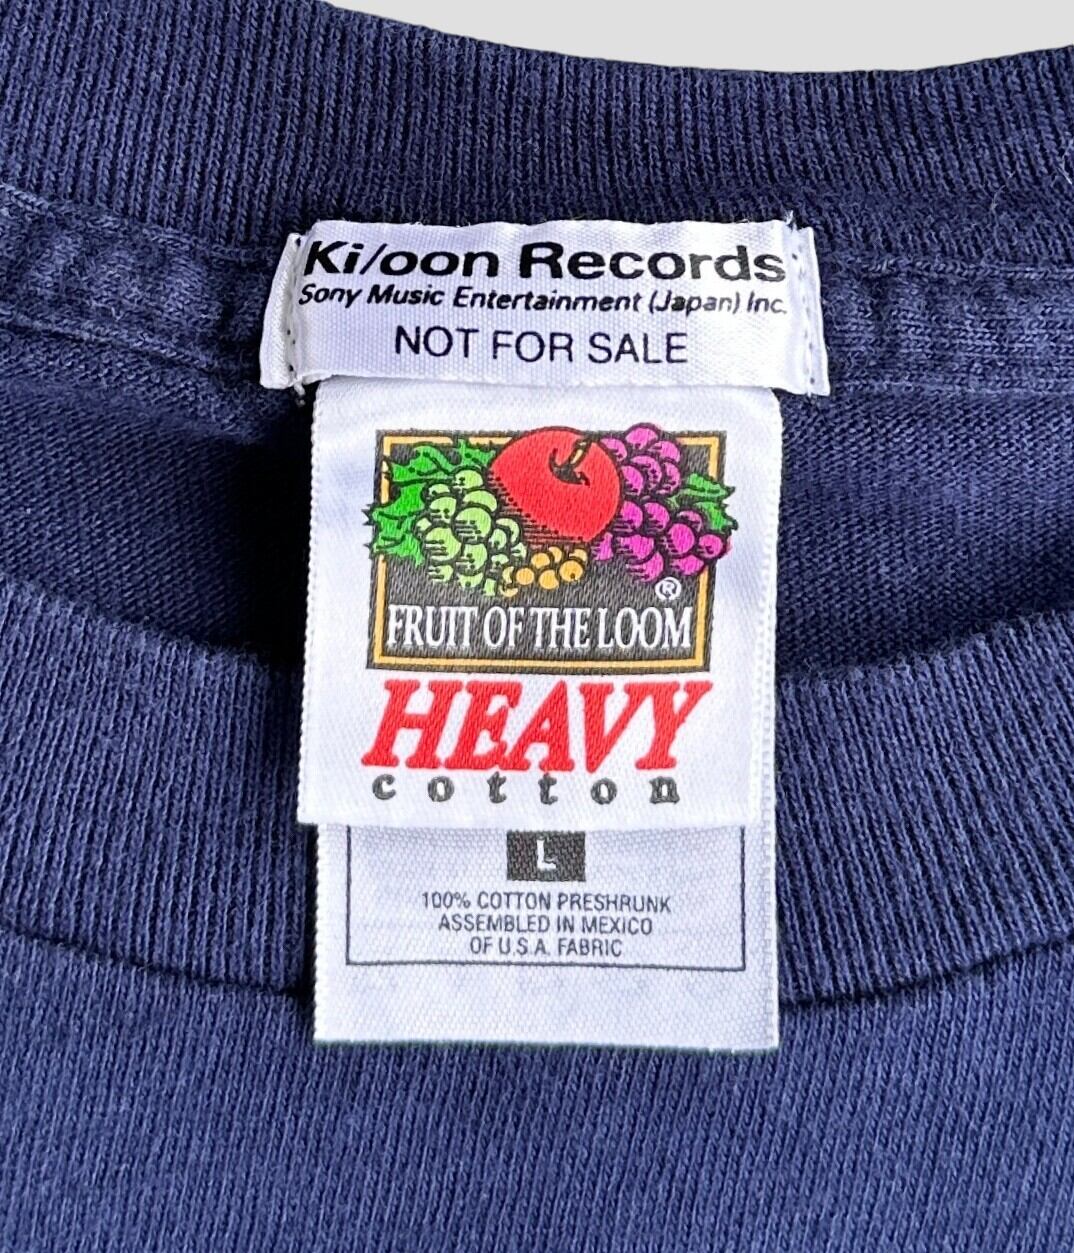 Ki/oon Records
Sony Music Entertainment (Japan) Inc.
NOT FOR SALE
®
FRUIT OF THE LOOM
HEAVY
cotton
L
100% COTTON PRESHRUNK
ASSEMBLED IN MEXICO
OF U.S.A. FABRIC